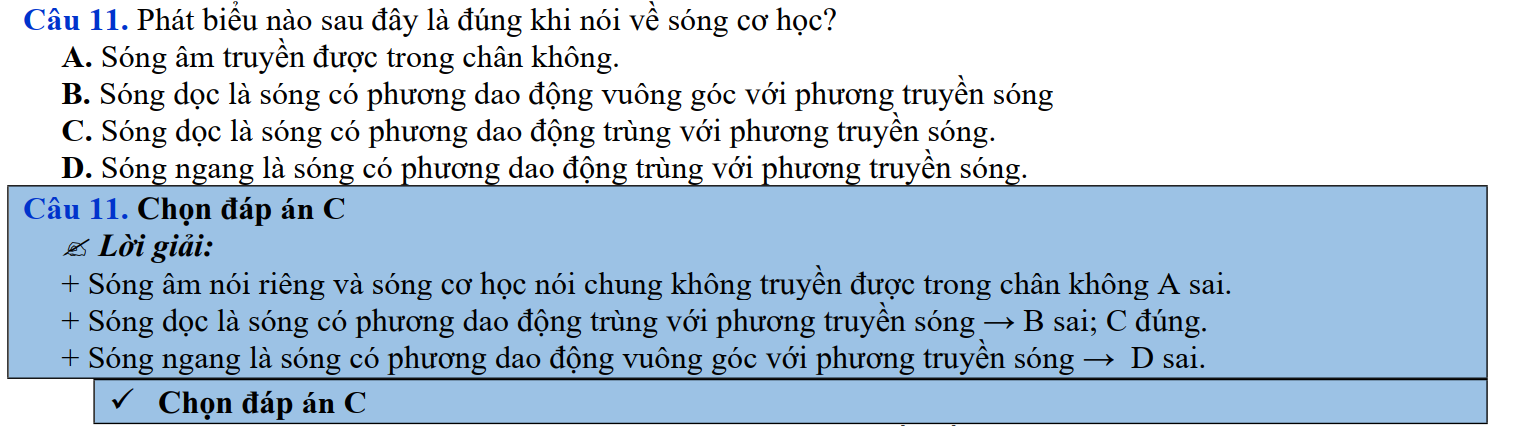 Câu 11. Phát biểu nào sau đây là đúng khi nói về sóng cơ học?
A. Sóng âm truyền được trong chân không.
B. Sóng dọc là sóng có phương dao động vuông góc với phương truyền sóng
C. Sóng dọc là sóng có phương dao động trùng với phương truyền sóng.
D. Sóng ngang là sóng có phương dao động trùng với phương truyền sóng.
Câu 11. Chọn đáp án C
✍ Lời giải:
+ Sóng âm nói riêng và sóng cơ học nói chung không truyền được trong chân không A sai.
+ Sóng dọc là sóng có phương dao động trùng với phương truyền sóng → B sai; C đúng.
+ Sóng ngang là sóng có phương dao động vuông góc với phương truyền sóng → D sai.
✓ Chọn đáp án C